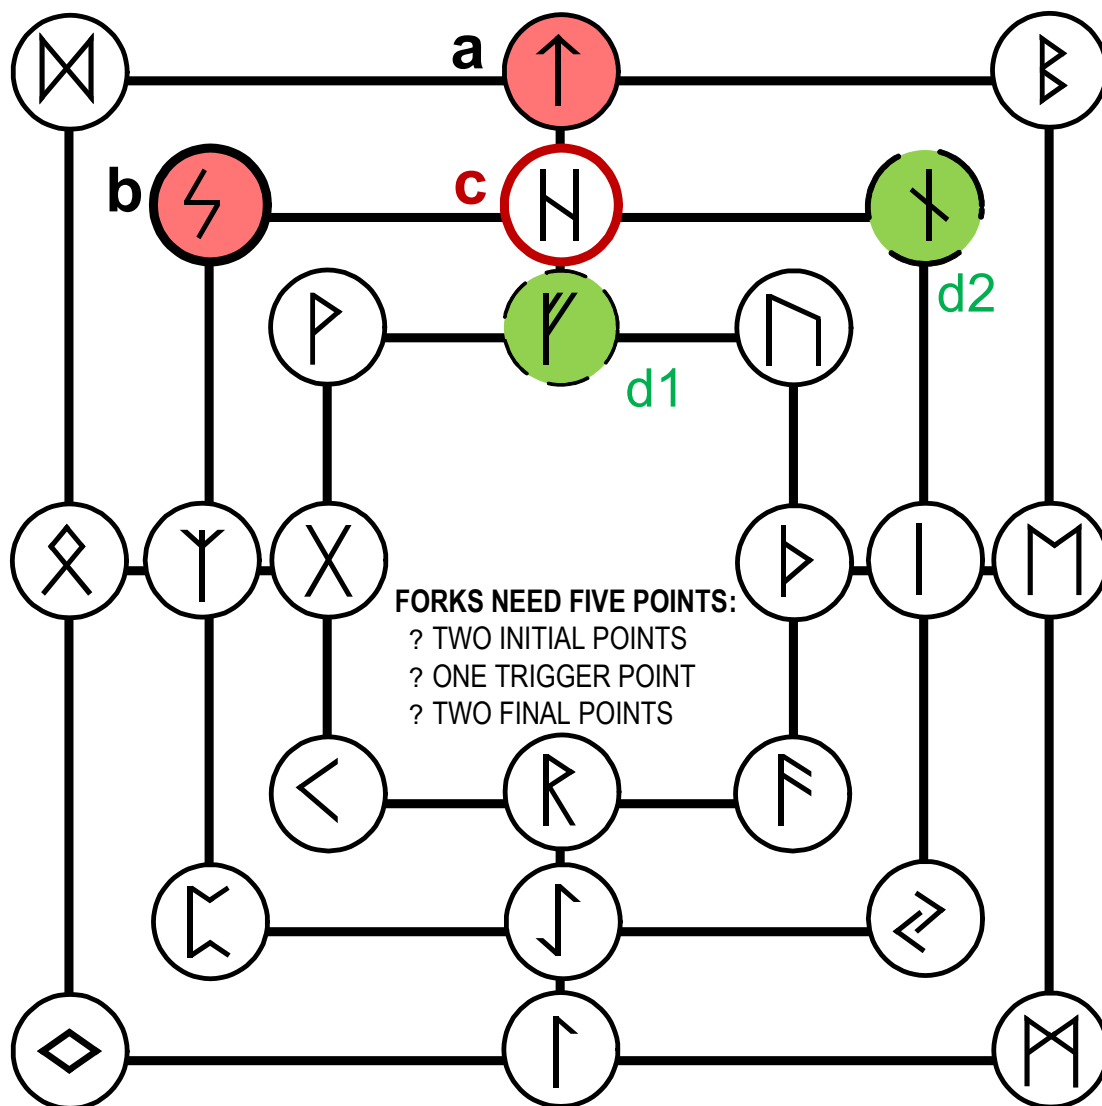 ᛞ a ᛏ ᛒ
b ᛋ c ᚺ ᚾ
d2
ᚹ ᚠ ᚢ
d1
ᛟ ᛉ ᚷ ᚦ ᛁ ᛖ
FORKS NEED FIVE POINTS:
? TWO INITIAL POINTS
? ONE TRIGGER POINT
? TWO FINAL POINTS
ᚲ ᚱ ᚨ
ᛈ ᛇ ᛃ
ᛜ ᛚ ᛗ